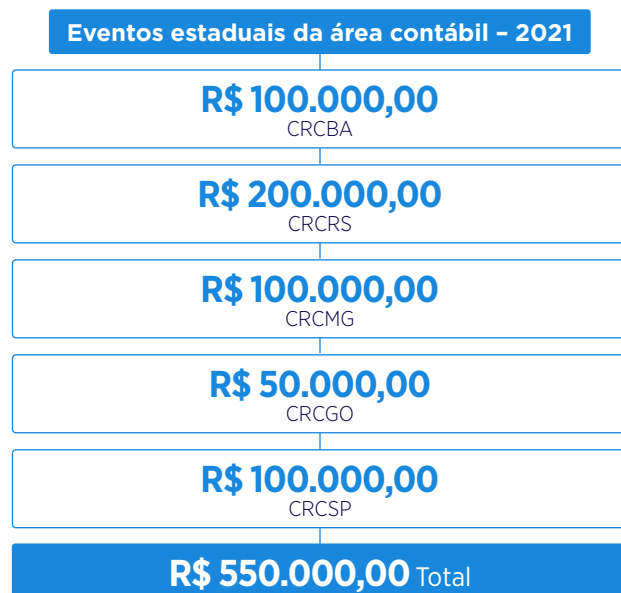 Eventos estaduais da área contábil – 2021
R$ 100.000,00
CRCBA
R$ 200.000,00
CRCRS
R$ 100.000,00
CRCMG
R$ 50.000,00
CRCGO
R$ 100.000,00
CRCSP
R$ 550.000,00 Total